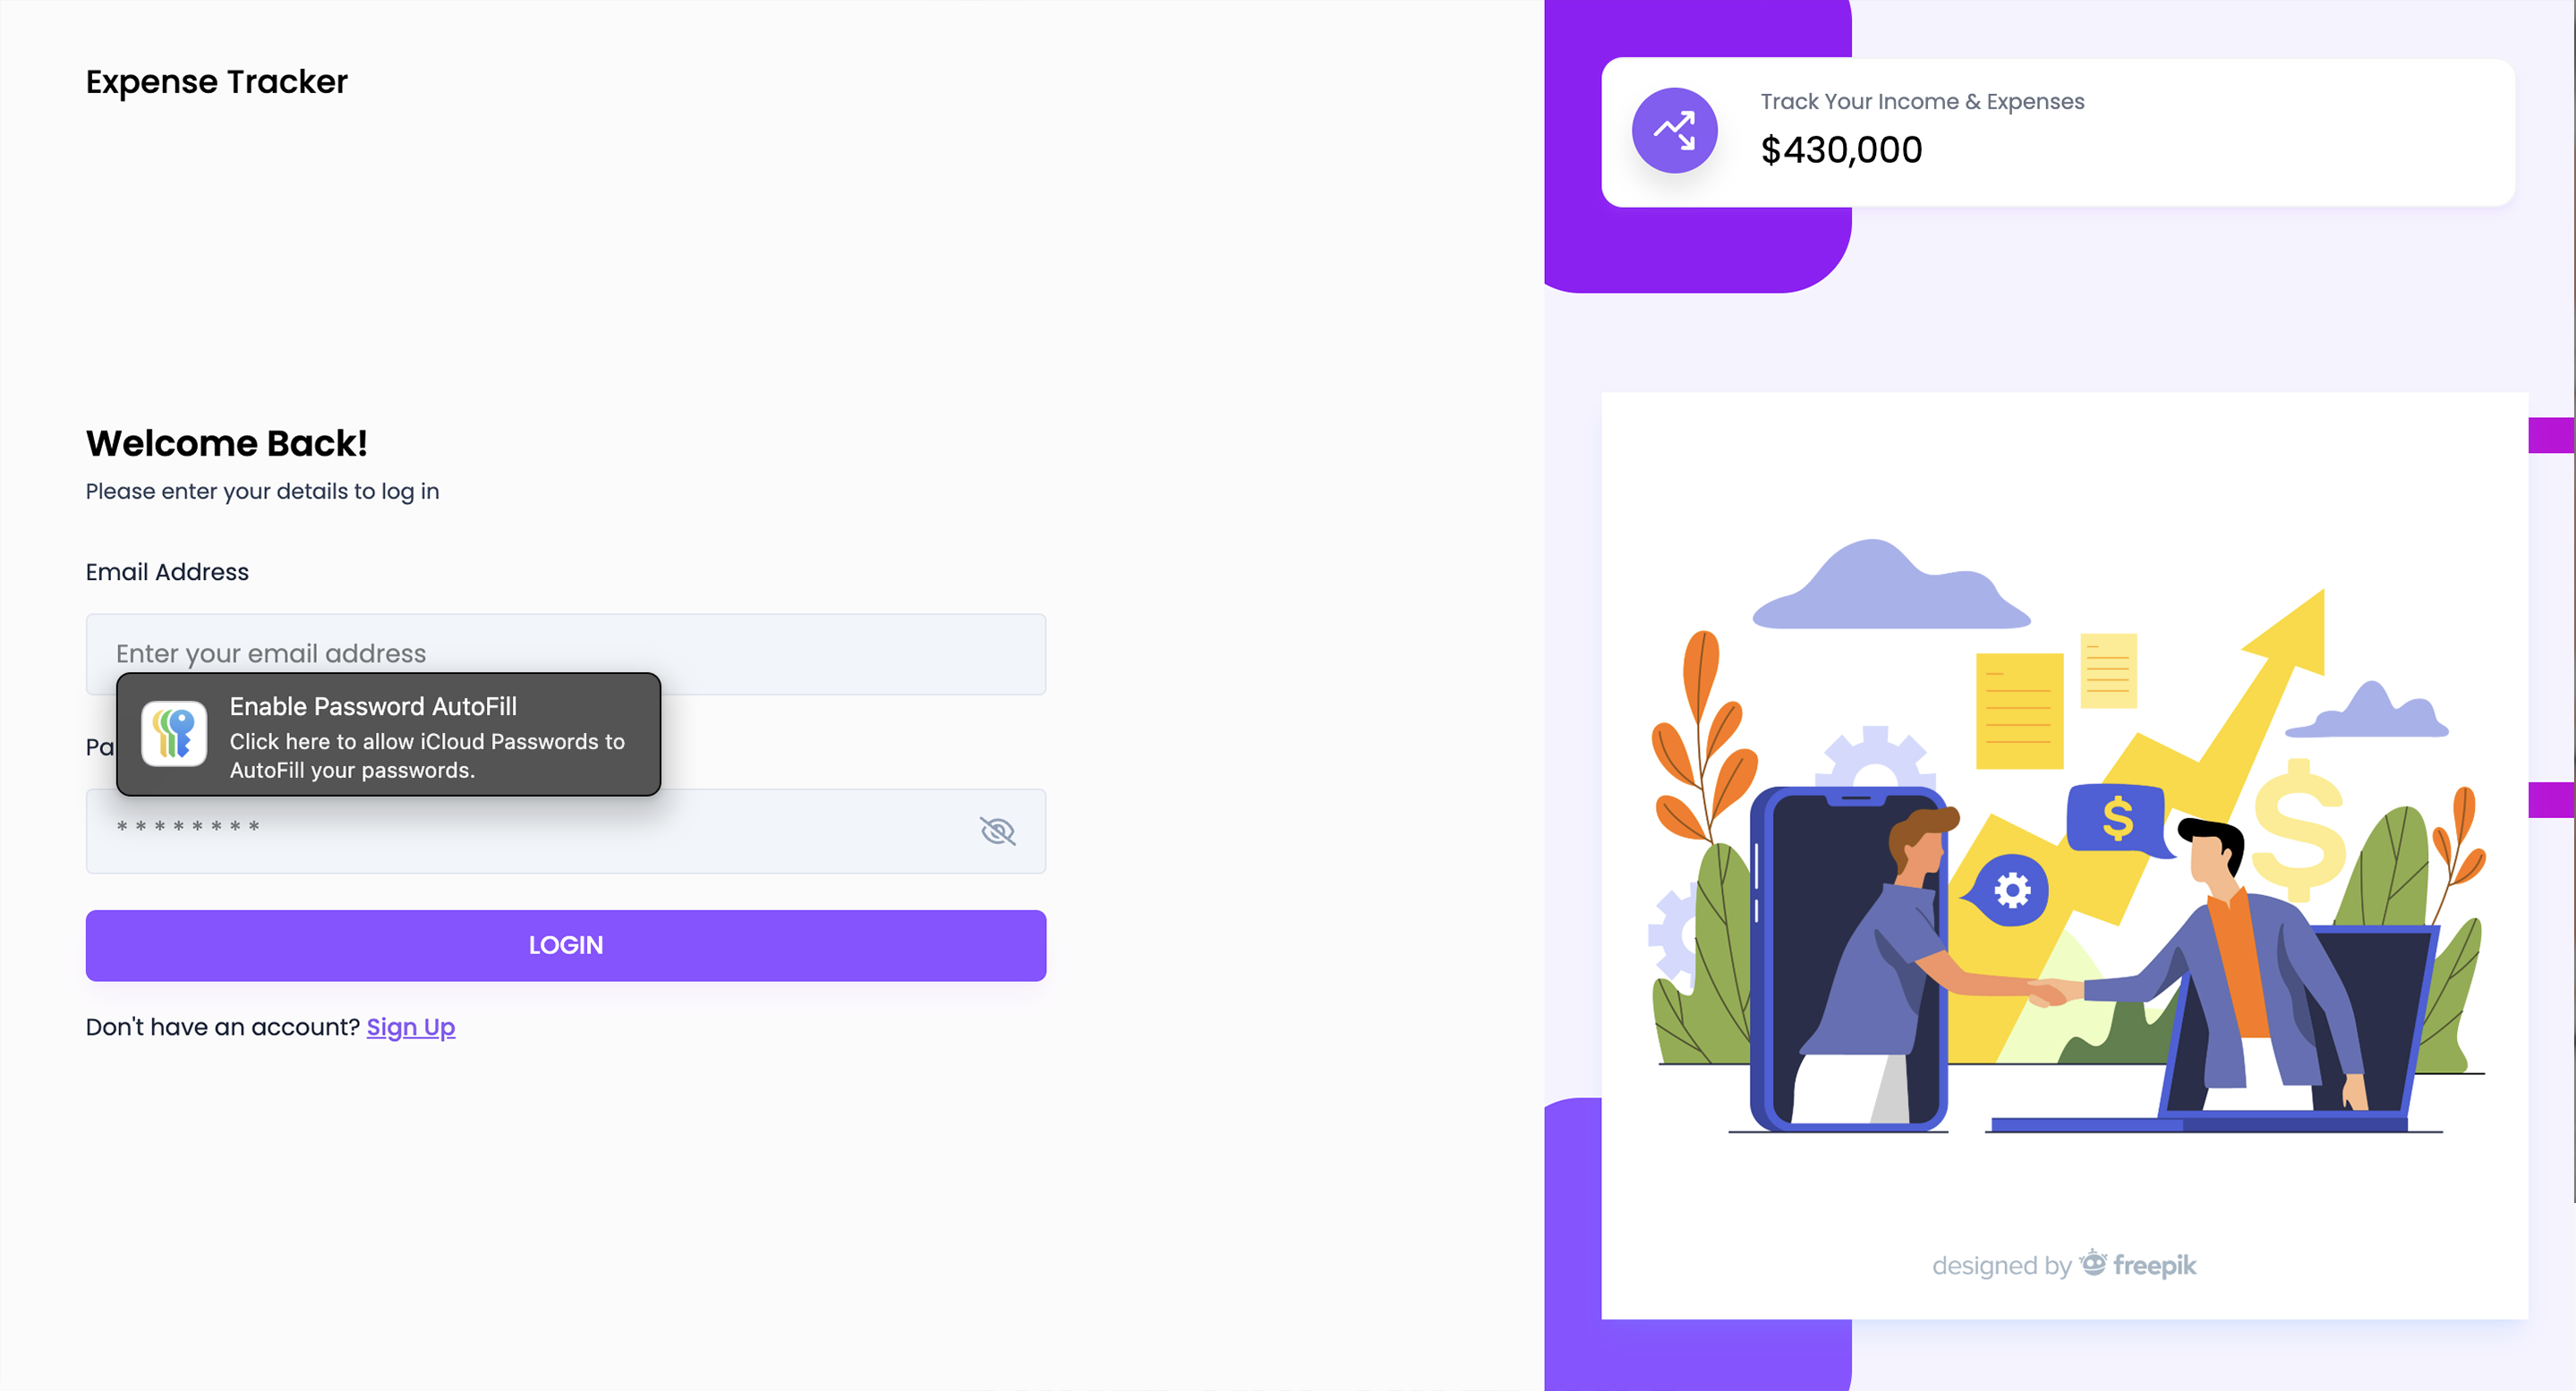 Expense Tracker
Welcome Back!
Please enter your details to log in
Email Address
Enter your email address
Enable Password AutoFill
Click here to allow iCloud Passwords to
AutoFill your passwords.
Pa
* * * * * * * *
LOGIN
Don't have an account? Sign Up
Track Your Income & Expenses
$430,000
$
$
designed by freepik